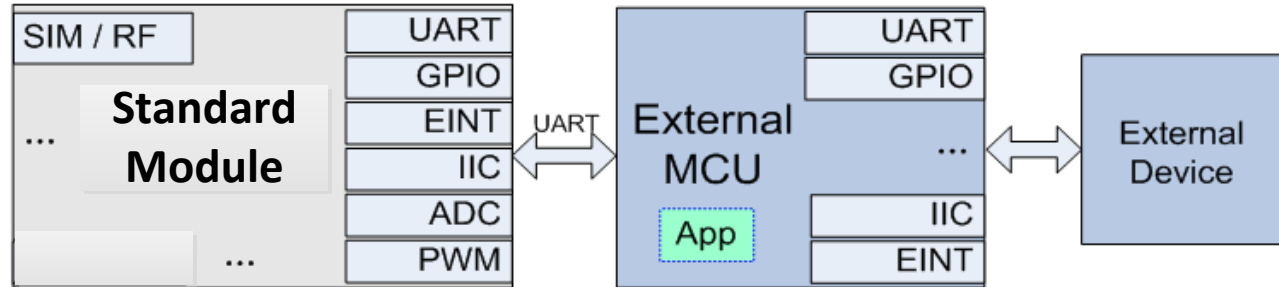 SIM / RF
...
Standard
Module
...
UART
GPIO
EINT
IIC
ADC
PWM
UART
External
MCU
App
UART
GPIO
...
IIC
EINT
External
Device